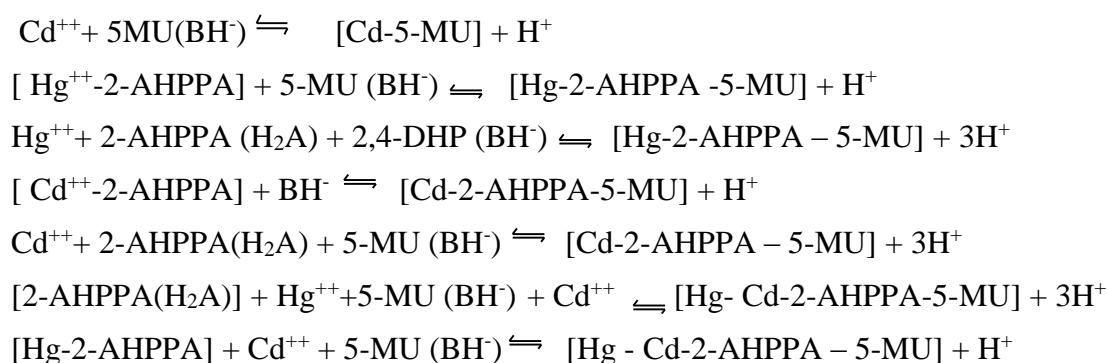 Cd⁺⁺+ 5MU(BH⁻) ⇌ [Cd-5-MU] + H⁺
[ Hg⁺⁺-2-AHPPA] + 5-MU (BH⁻) ⇌ [Hg-2-AHPPA -5-MU] + H⁺
Hg⁺⁺+ 2-AHPPA (H₂A) + 2,4-DHP (BH⁻) ⇌ [Hg-2-AHPPA – 5-MU] + 3H⁺
[ Cd⁺⁺-2-AHPPA] + BH⁻ ⇌ [Cd-2-AHPPA-5-MU] + H⁺
Cd⁺⁺+ 2-AHPPA(H₂A) + 5-MU (BH⁻) ⇌ [Cd-2-AHPPA – 5-MU] + 3H⁺
[2-AHPPA(H₂A)] + Hg⁺⁺+5-MU (BH⁻) + Cd⁺⁺ ⇌ [Hg- Cd-2-AHPPA-5-MU] + 3H⁺
[Hg-2-AHPPA] + Cd⁺⁺ + 5-MU (BH⁻) ⇌ [Hg - Cd-2-AHPPA – 5-MU] + H⁺